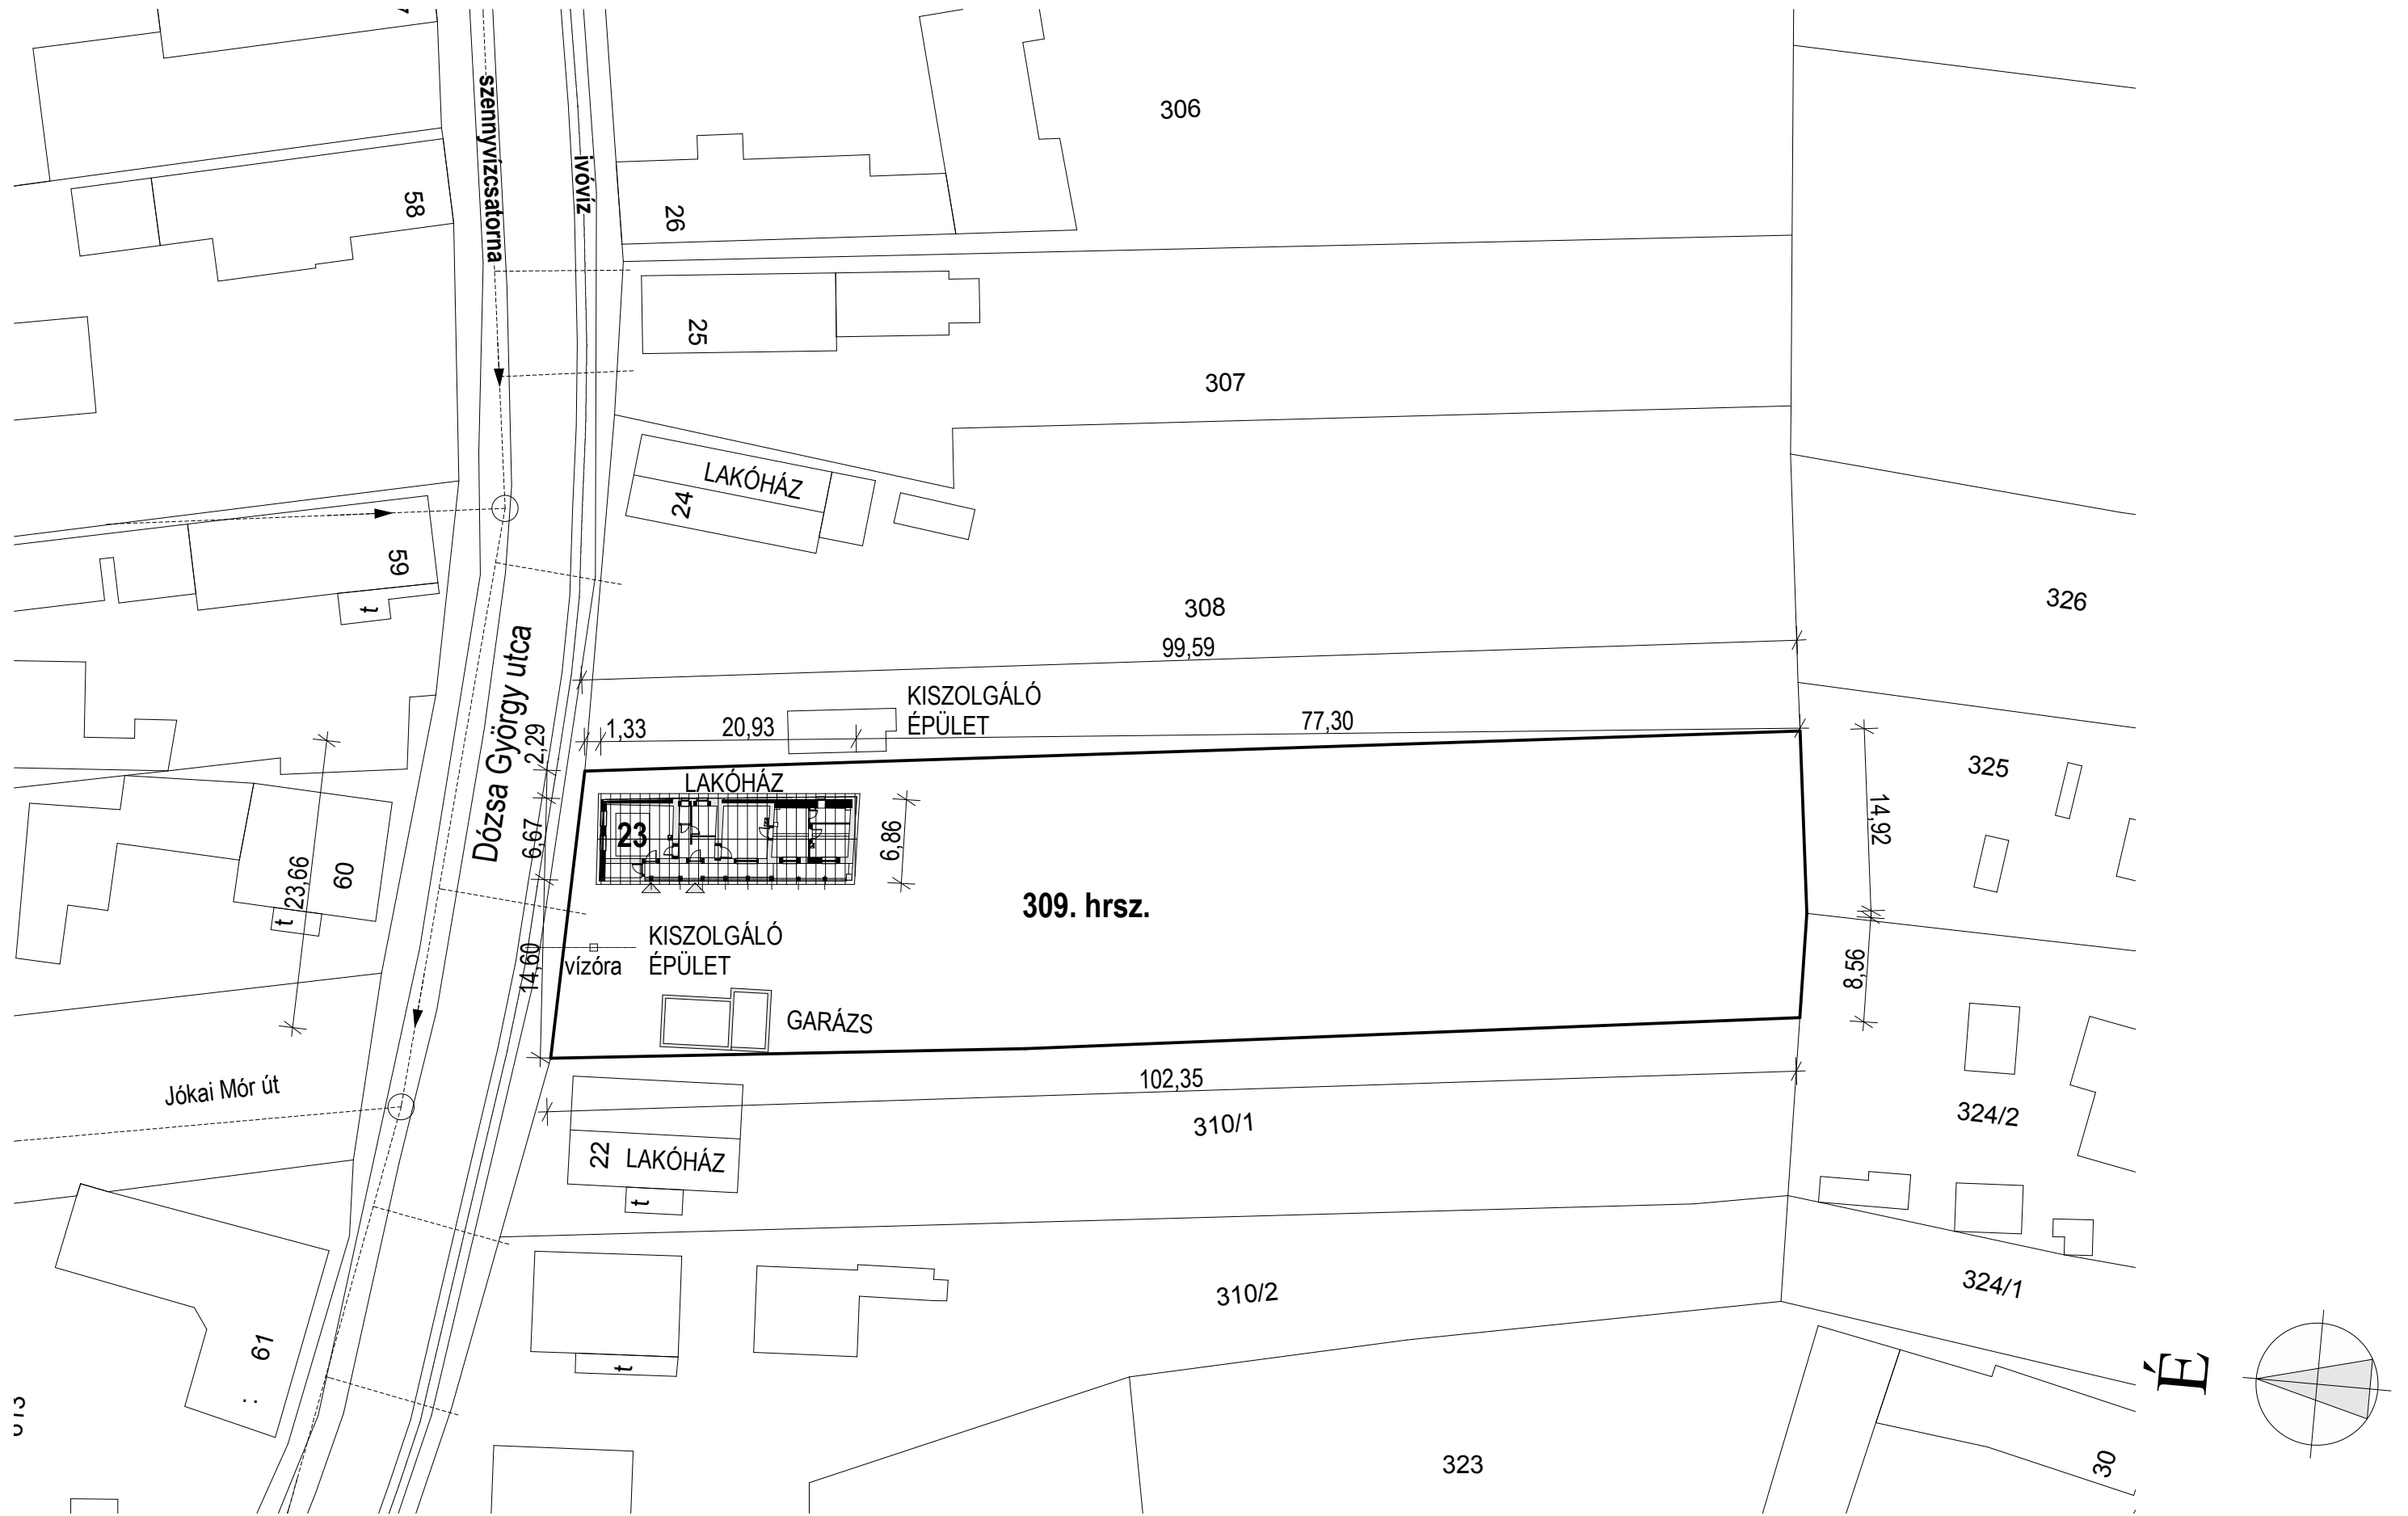 306
szennyvízcsatorna
ivóvíz
58
26
25
307
LAKÓHÁZ
24
59
t
308
326
99,59
Dózsa György utca
KISZOLGÁLÓ
ÉPÜLET
1,33
20,93
77,30
2,29
325
LAKÓHÁZ
23
6,67
6,86
14,92
60
23,66
t
309. hrsz.
KISZOLGÁLÓ
ÉPÜLET
vízóra
14,60
8,56
GARÁZS
102,35
Jókai Mór út
310/1
324/2
22
LAKÓHÁZ
t
310/2
324/1
61
t
É
323
30